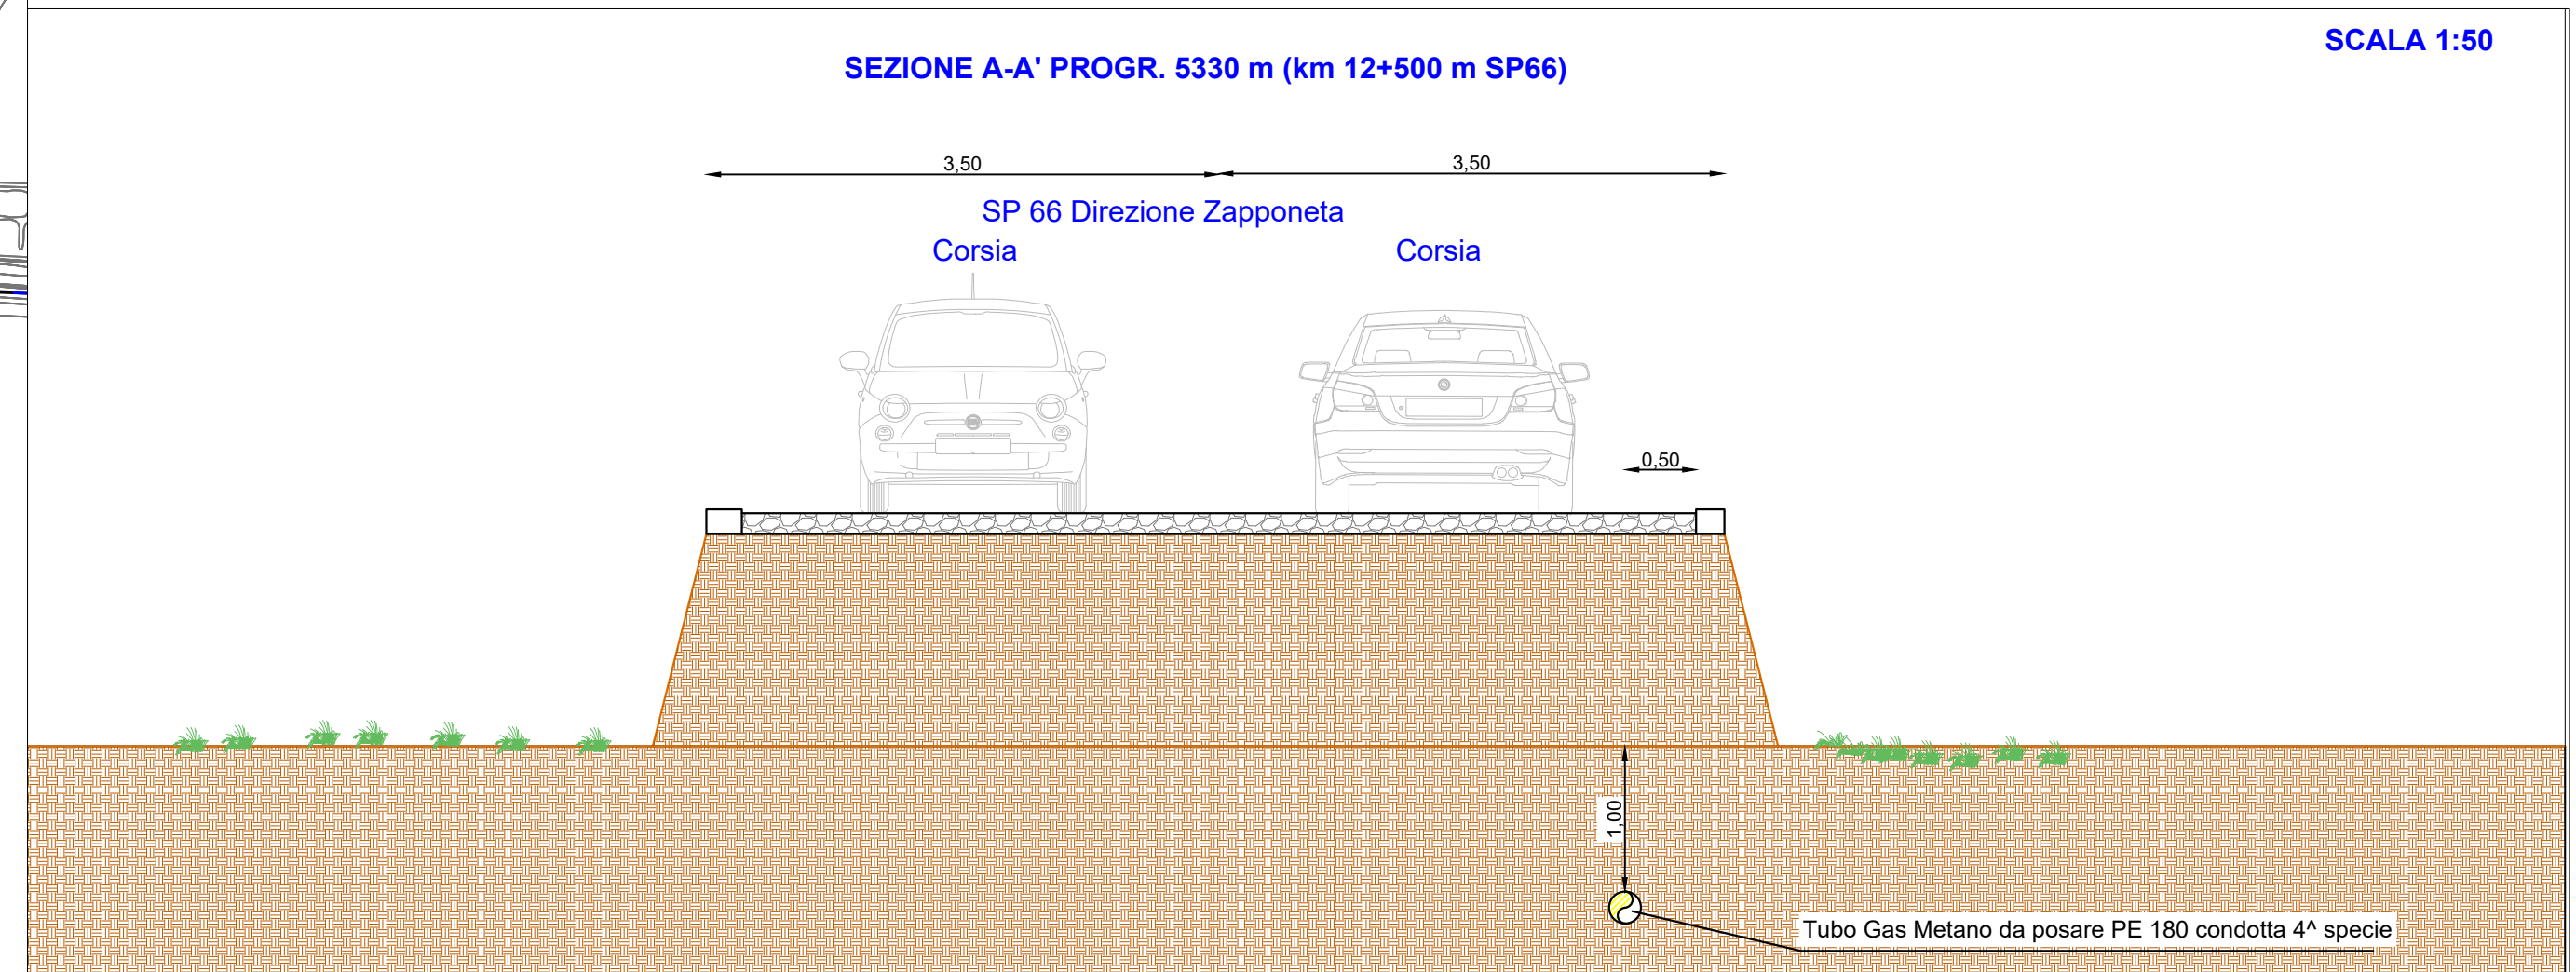 SCALA 1:50
SEZIONE A-A' PROGR. 5330 m (km 12+500 m SP66)
3,50
3,50
SP 66 Direzione Zapponeta
Corsia
Corsia
0,50
1,00
Tubo Gas Metano da posare PE 180 condotta 4^ specie